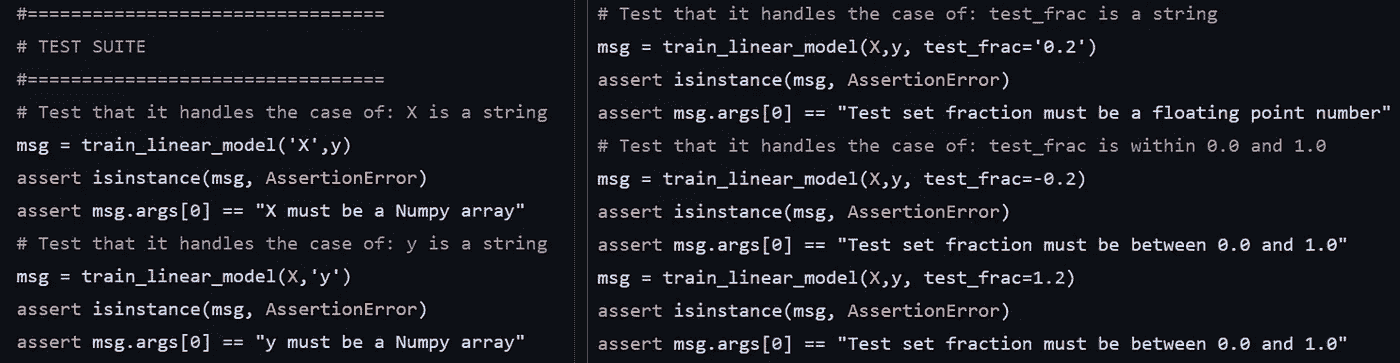 #=================================
# TEST SUITE
#=================================
# Test that it handles the case of: X is a string
msg = train_linear_model('X',y)
assert isinstance(msg, AssertionError)
assert msg.args[0] == "X must be a Numpy array"
# Test that it handles the case of: y is a string
msg = train_linear_model(X,'y')
assert isinstance(msg, AssertionError)
assert msg.args[0] == "y must be a Numpy array"
# Test that it handles the case of: test_frac is a string
msg = train_linear_model(X,y, test_frac='0.2')
assert isinstance(msg, AssertionError)
assert msg.args[0] == "Test set fraction must be a floating point number"
# Test that it handles the case of: test_frac is within 0.0 and 1.0
msg = train_linear_model(X,y, test_frac=-0.2)
assert isinstance(msg, AssertionError)
assert msg.args[0] == "Test set fraction must be between 0.0 and 1.0"
msg = train_linear_model(X,y, test_frac=1.2)
assert isinstance(msg, AssertionError)
assert msg.args[0] == "Test set fraction must be between 0.0 and 1.0"